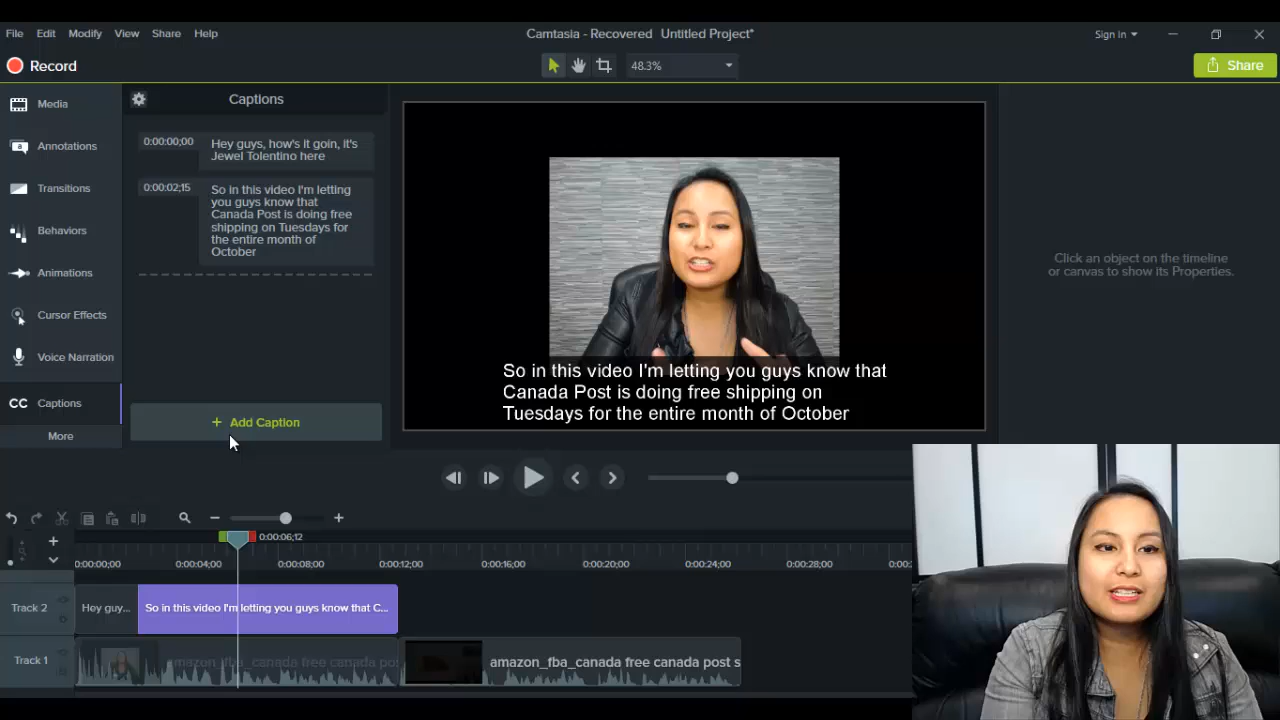 File Edit Modify View Share Help
Camtasia - Recovered Untitled Project*
Sign in
Record
48.3%
Share
Media
Annotations
Transitions
Behaviors
Animations
Cursor Effects
Voice Narration
CC Captions
More
Captions
0:00:00;00
Hey guys, how's it goin, it's
Jewel Tolentino here
0:00:02;15
So in this video I'm letting
you guys know that
Canada Post is doing free
shipping on Tuesdays for
the entire month of
October
+ Add Caption
So in this video I'm letting you guys know that
Canada Post is doing free shipping on
Tuesdays for the entire month of October
Click an object on the timeline
or canvas to show its Properties.
0:00:06;12
0:00:00;00 0:00:04;00 0:00:08;00 0:00:12;00 0:00:16;00 0:00:20;00 0:00:24;00 0:00:28;00
Track 2
Hey guy...
So in this video I'm letting you guys know that C...
Track 1
amazon_fba_canada free canada po
amazon_fba_canada free canada post s